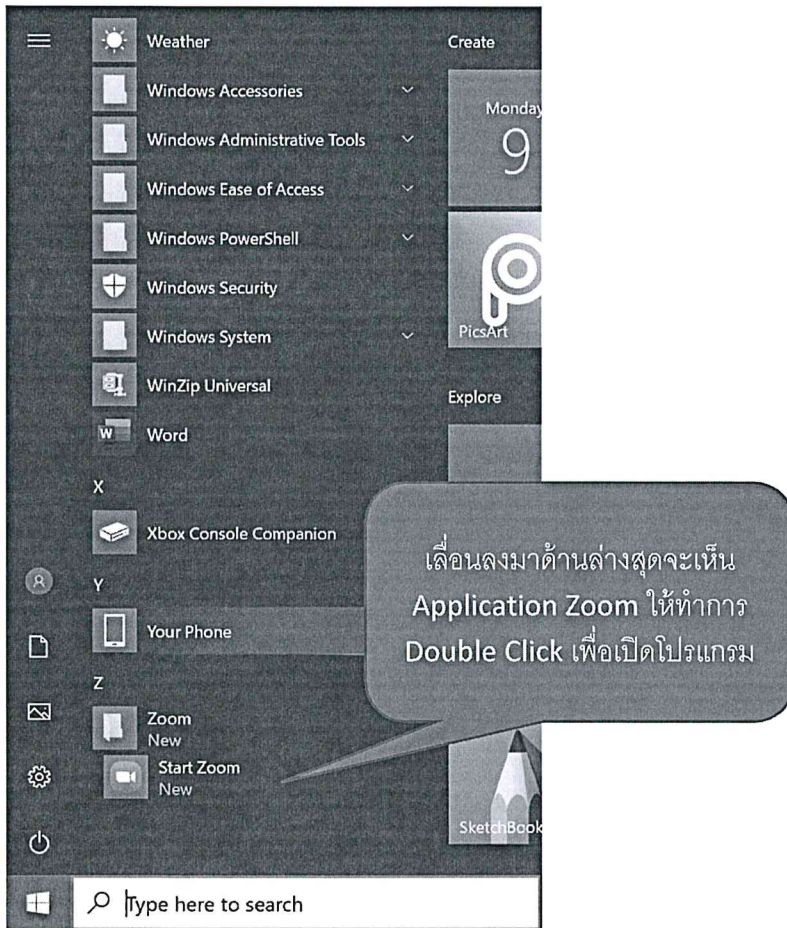 Weather
Windows Accessories
Windows Administrative Tools
Windows Ease of Access
Windows PowerShell
Windows Security
Windows System
WinZip Universal
W Word
X
Xbox Console Companion
Y
Your Phone
Z
Zoom
New
Start Zoom
New
Type here to search
Create
Monday
9
PicsArt
Explore
SketchBook
เลื่อนลงมาด้านล่างสุดจะเห็น
Application Zoom ให้ทำการ
Double Click เพื่อเปิดโปรแกรม